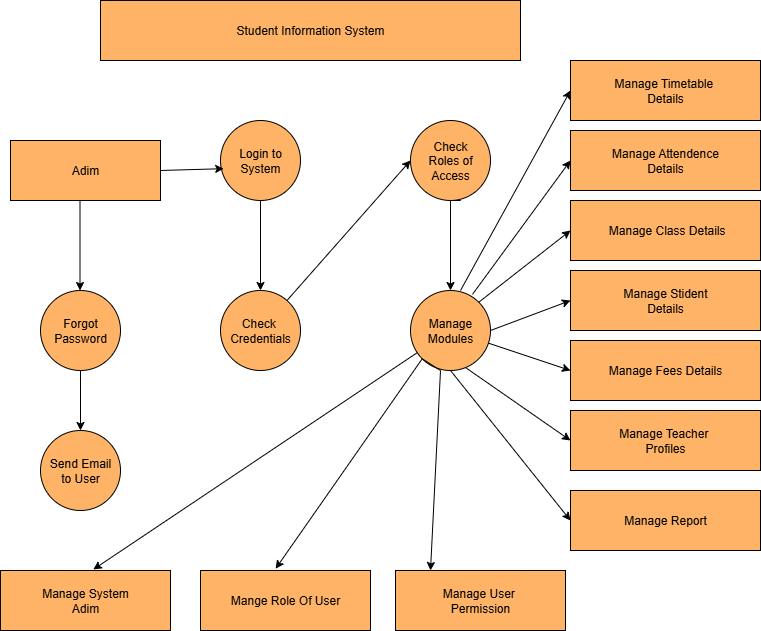 Student Information System
Manage Timetable
Details
Login to
System
Check
Roles of
Access
Manage Attendence
Details
Adim
Manage Class Details
Forgot
Password
Check
Credentials
Manage
Modules
Manage Stident
Details
Manage Fees Details
Manage Teacher
Profiles
Send Email
to User
Manage Report
Manage System
Adim
Mange Role Of User
Manage User
Permission